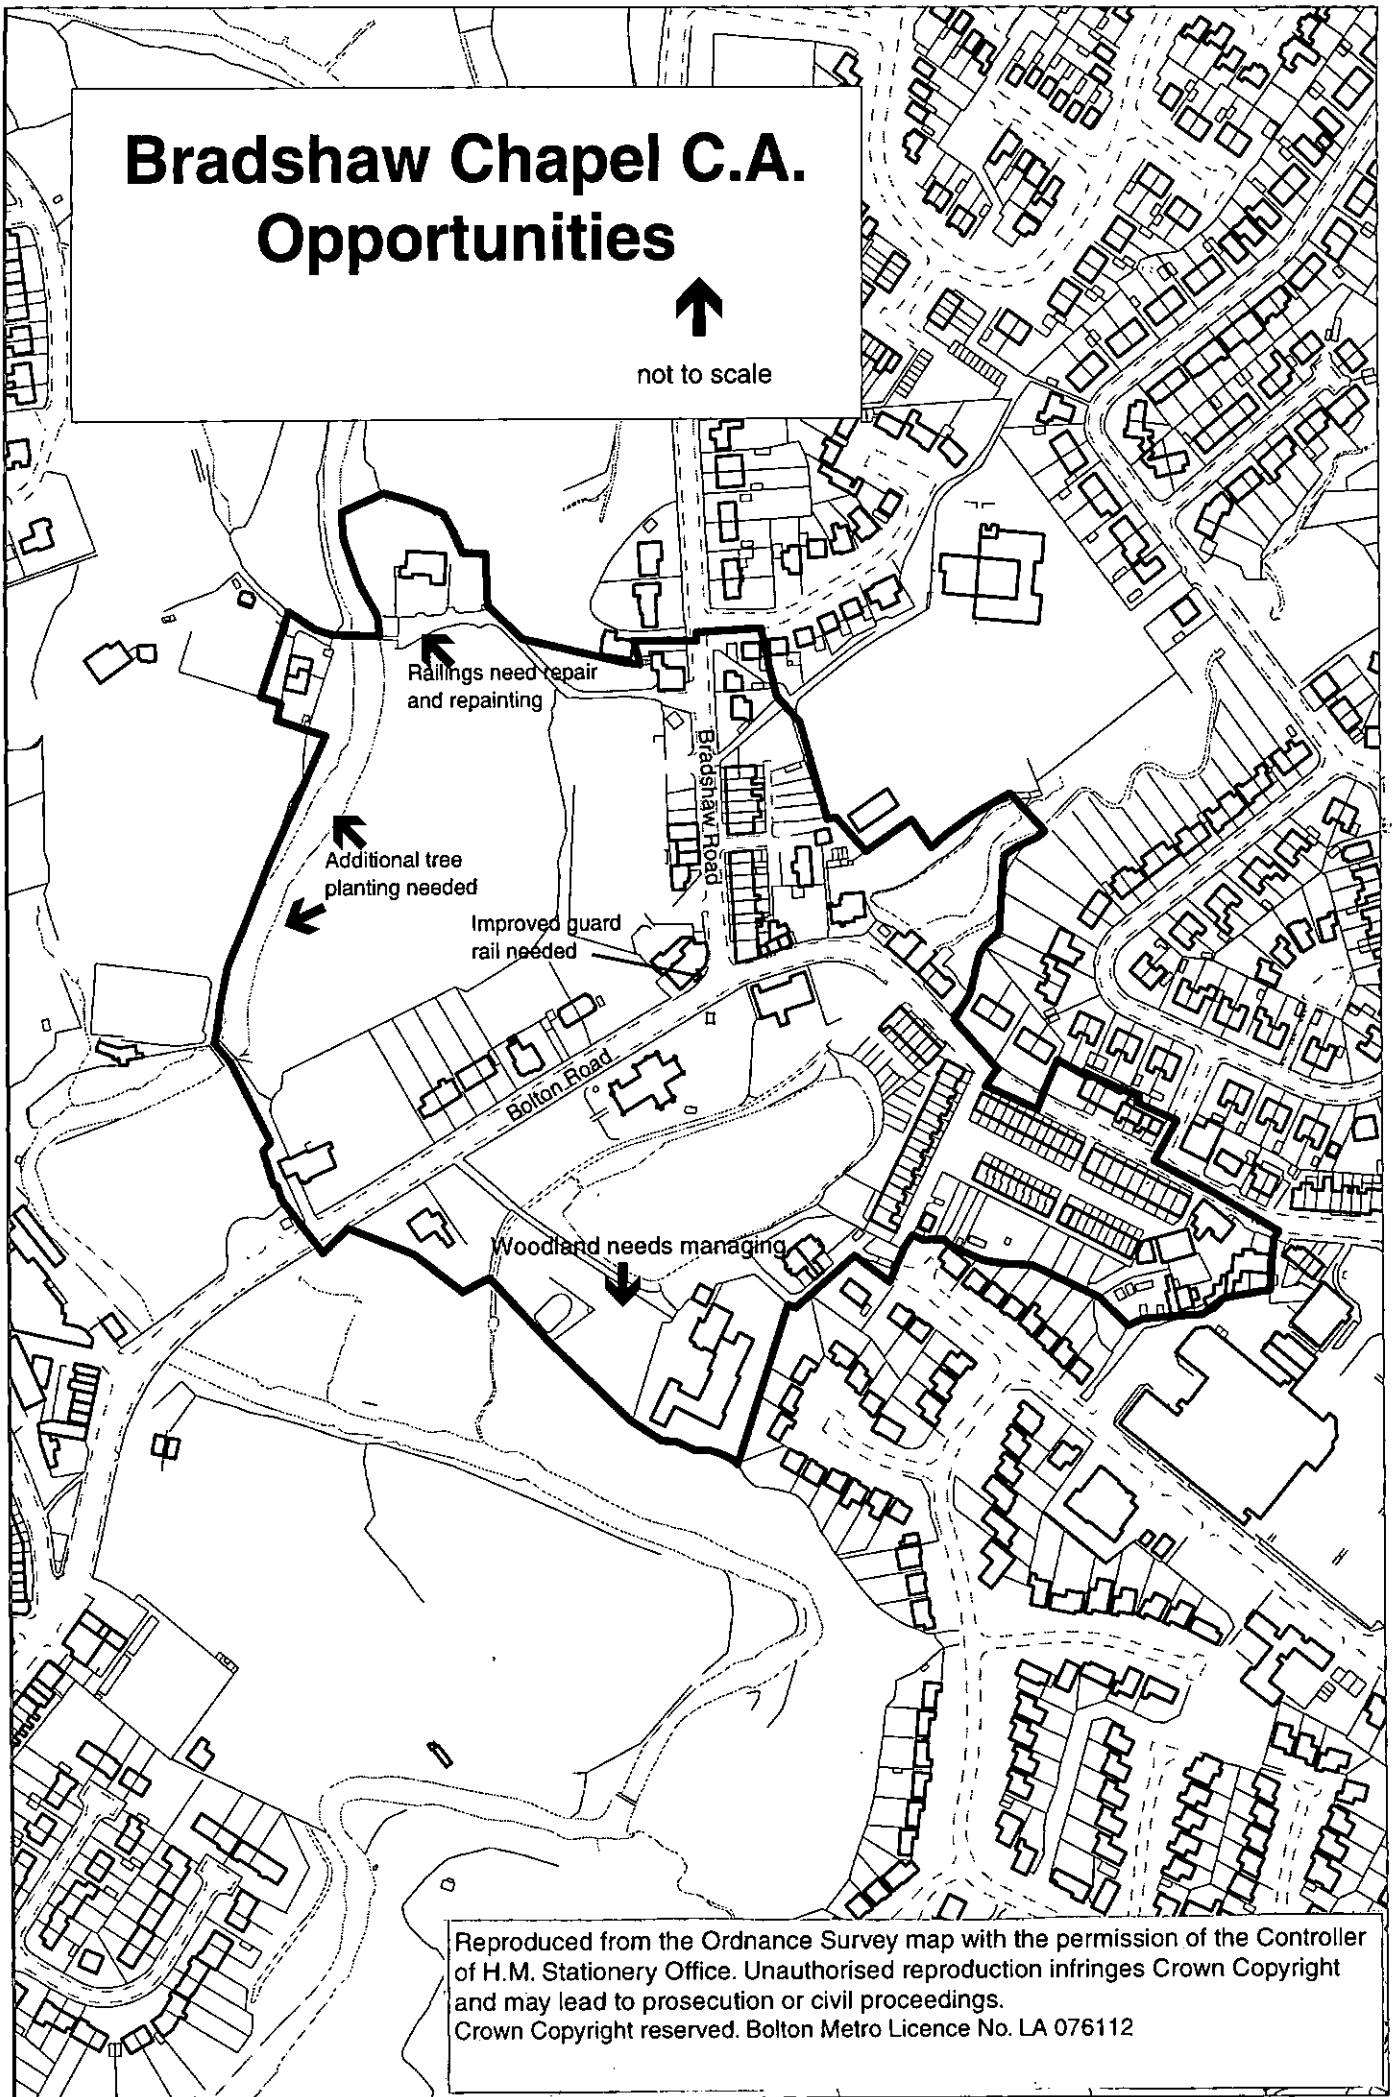 Bradshaw Chapel C.A.
Opportunities
not to scale
Railings need repair
and repainting
Bradshaw Road
Additional tree
planting needed
Improved guard
rail needed
Bolton Road
Woodland needs managing
Reproduced from the Ordnance Survey map with the permission of the Controller
of H.M. Stationery Office. Unauthorised reproduction infringes Crown Copyright
and may lead to prosecution or civil proceedings.
Crown Copyright reserved. Bolton Metro Licence No. LA 076112